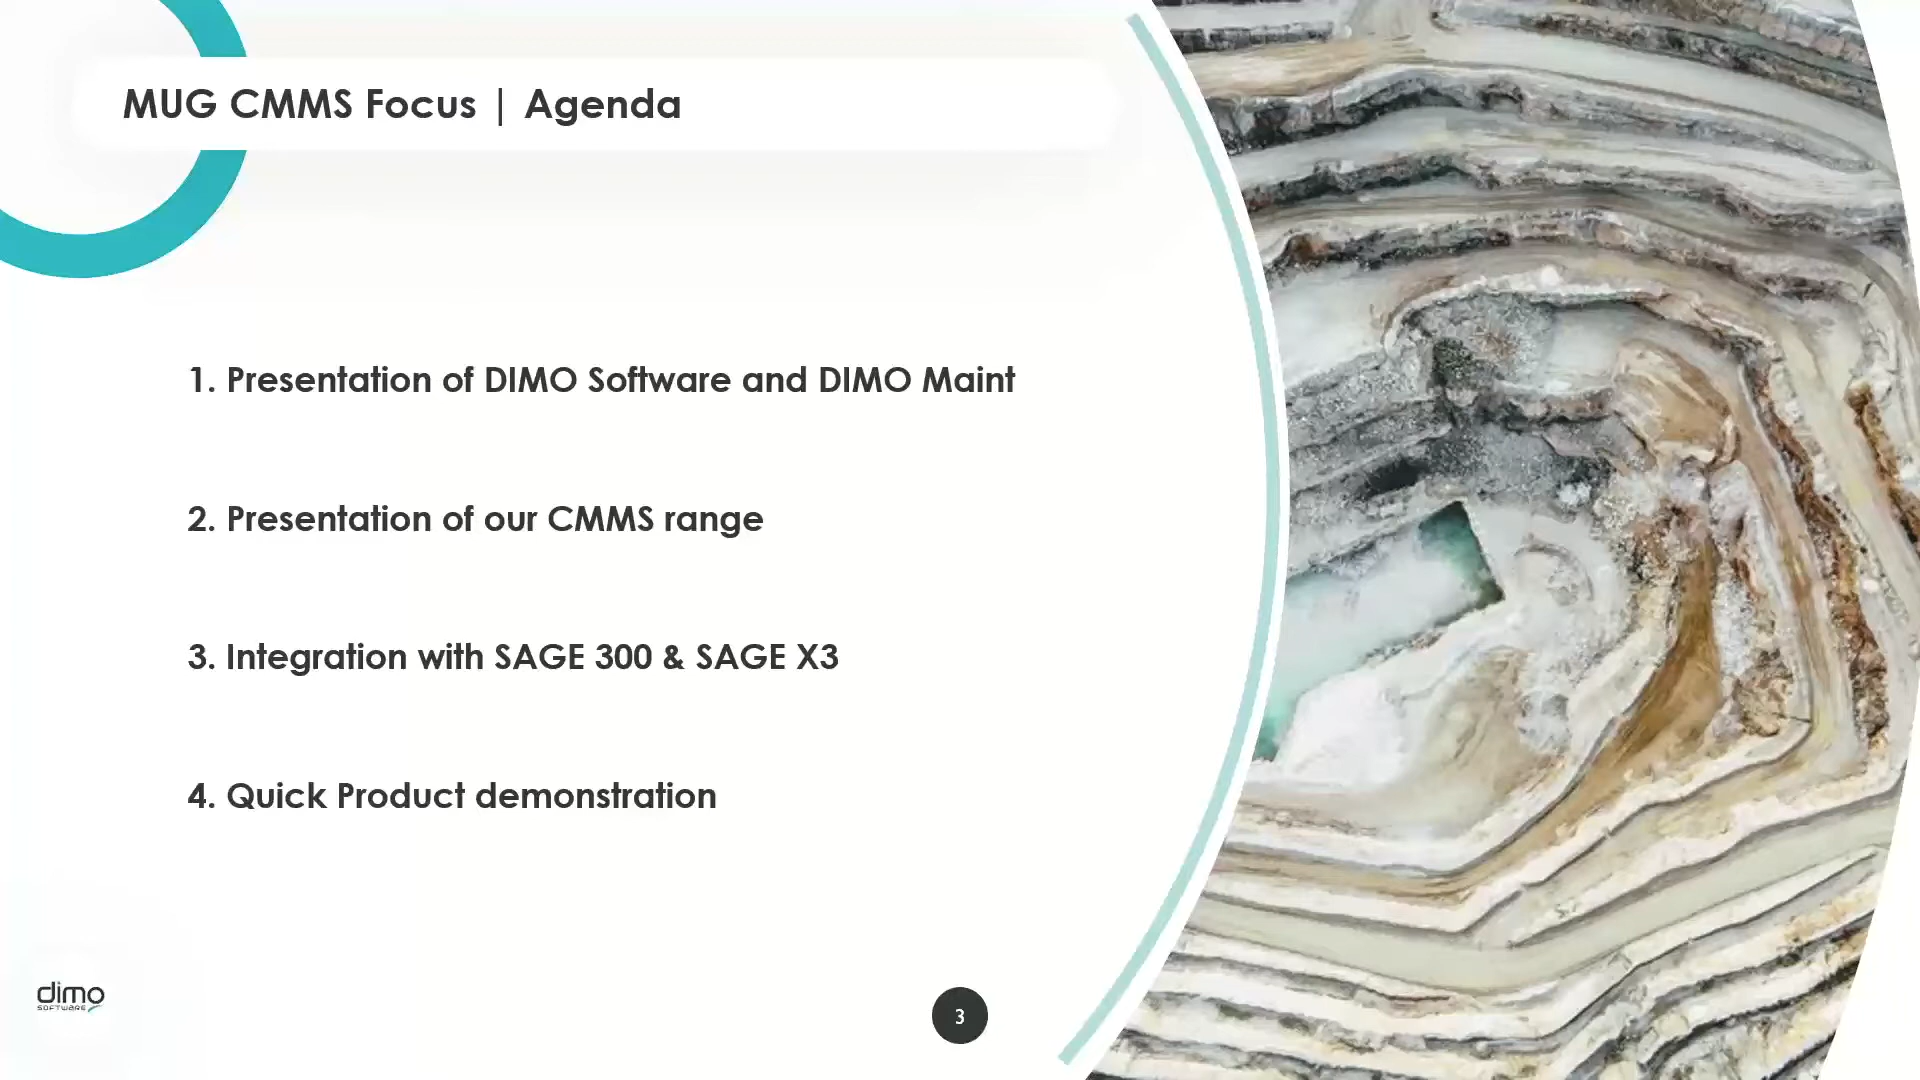 MUG CMMS Focus | Agenda
1. Presentation of DIMO Software and DIMO Maint
2. Presentation of our CMMS range
3. Integration with SAGE 300 & SAGE X3
4. Quick Product demonstration
dimo
SOFTWARE
3